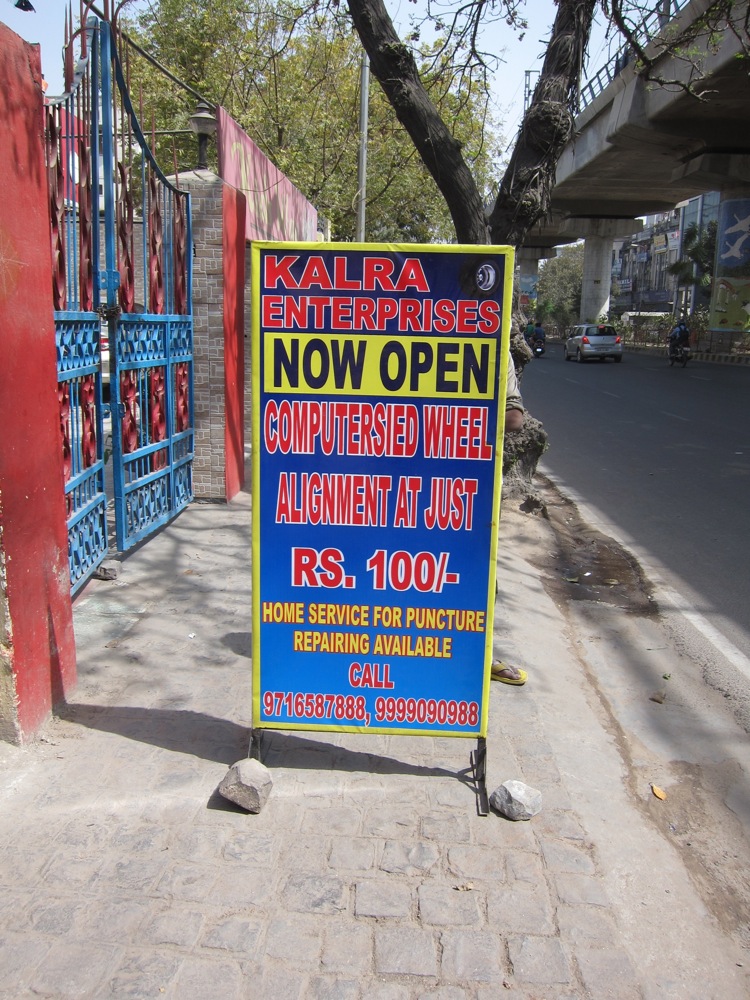 KALRA
ENTERPRISES
NOW OPEN
COMPUTERSIED WHEEL
ALIGNMENT AT JUST
RS. 100/-
HOME SERVICE FOR PUNCTURE
REPAIRING AVAILABLE
CALL
9716587888, 9999090988